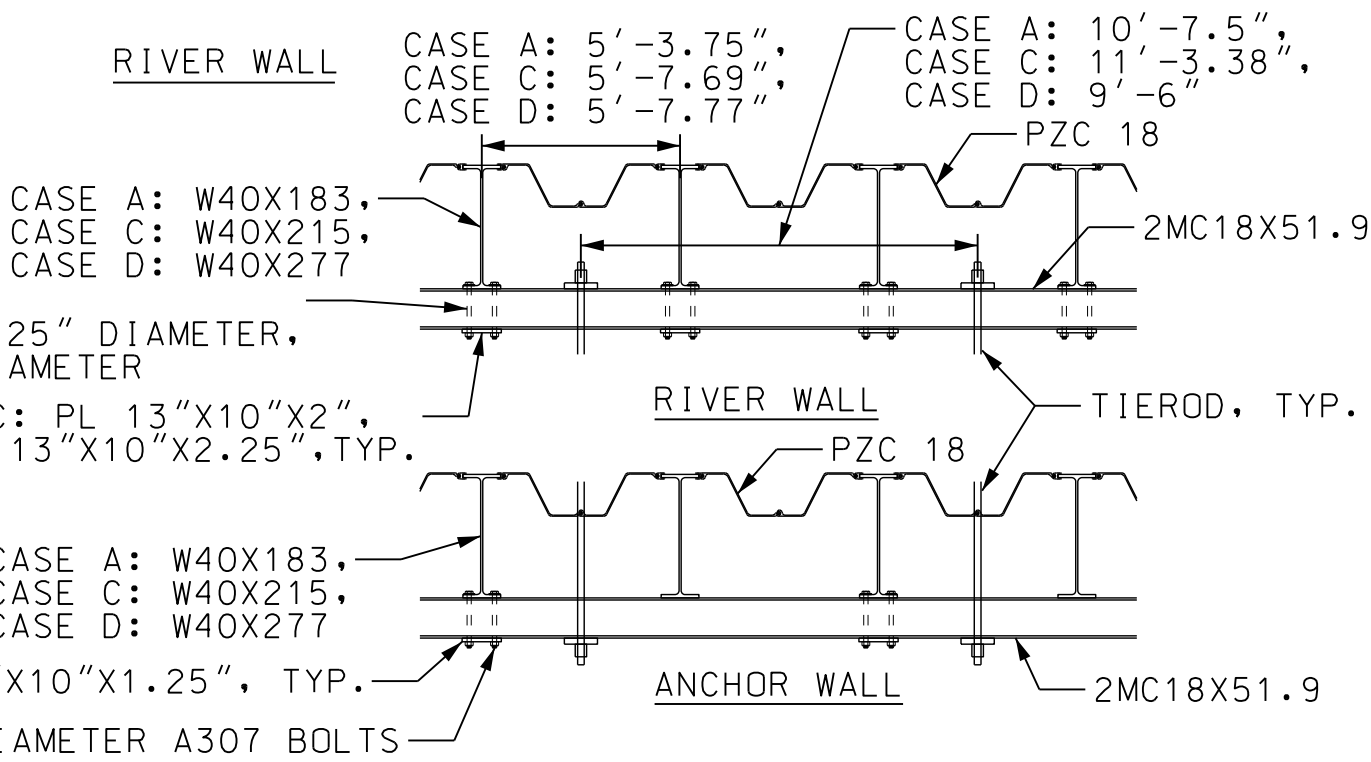 RIVER WALL
CASE A: 5'-3.75",
CASE C: 5'-7.69",
CASE D: 5'-7.77"
CASE A: 10'-7.5",
CASE C: 11'-3.38",
CASE D: 9'-6"
PZC 18
CASE A: W40X183,
CASE C: W40X215,
CASE D: W40X277
2MC18X51.9
25" DIAMETER,
AMETER
C: PL 13"X10"X2",
13"X10"X2.25",TYP.
RIVER WALL
TIEROD, TYP.
PZC 18
CASE A: W40X183,
CASE C: W40X215,
CASE D: W40X277
"X10"X1.25", TYP.
ANCHOR WALL
2MC18X51.9
IAMETER A307 BOLTS